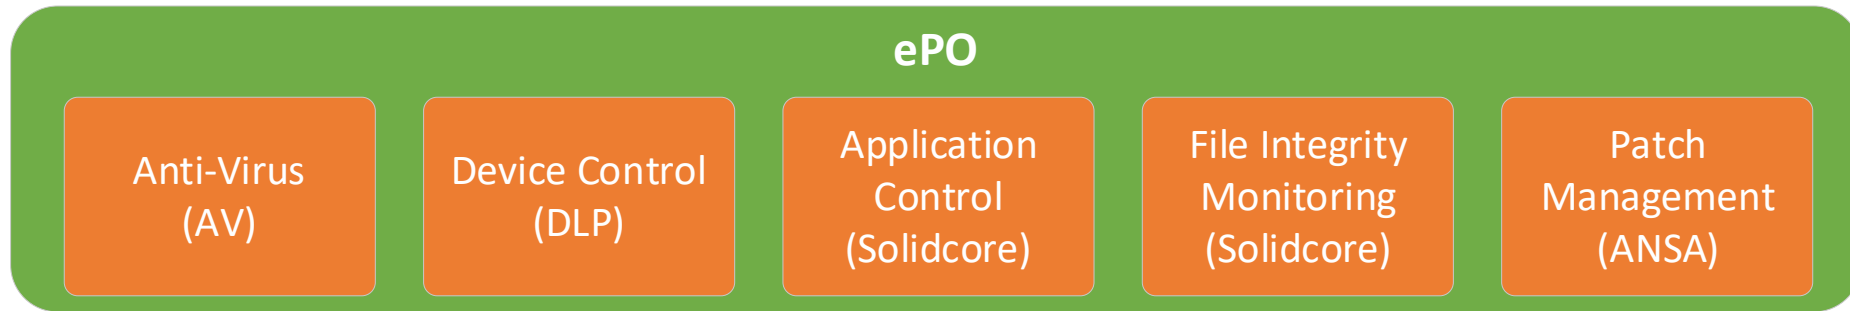 ePO
Anti-Virus
(AV)
Device Control
(DLP)
Application
Control
(Solidcore)
File Integrity
Monitoring
(Solidcore)
Patch
Management
(ANSA)